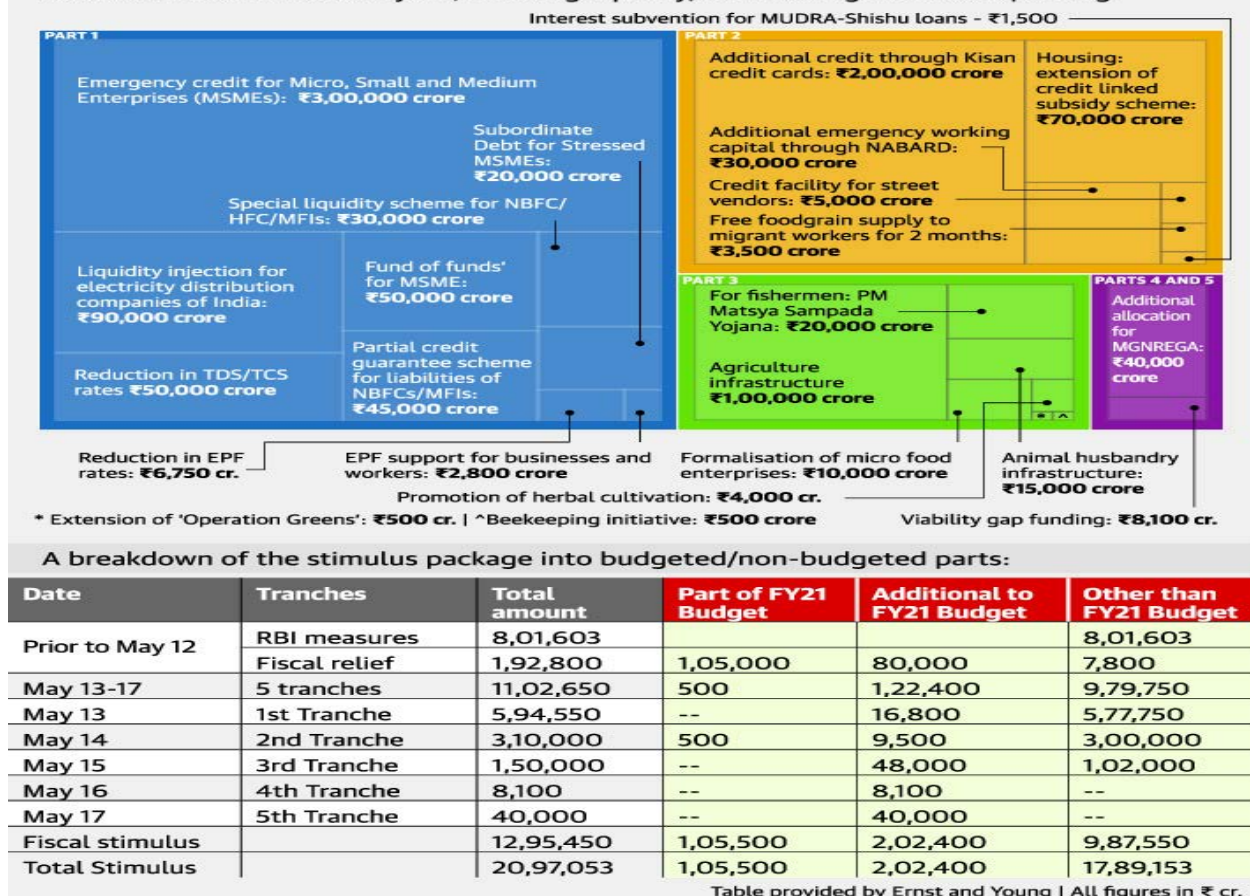 Interest subvention for MUDRA-Shishu loans - ₹1,500
PART 1
Emergency credit for Micro, Small and Medium
Enterprises (MSMEs): ₹3,00,000 crore
Subordinate
Debt for Stressed
MSMEs:
₹20,000 crore
Special liquidity scheme for NBFC/
HFC/MFIs: ₹30,000 crore
Liquidity injection for
electricity distribution
companies of India:
₹90,000 crore
Fund of funds'
for MSME:
₹50,000 crore
Reduction in TDS/TCS
rates ₹50,000 crore
Partial credit
guarantee scheme
for liabilities of
NBFCs/MFIs:
₹45,000 crore
PART 2
Additional credit through Kisan
credit cards: ₹2,00,000 crore
Housing:
extension of
credit linked
subsidy scheme:
₹70,000 crore
Additional emergency working
capital through NABARD:
₹30,000 crore
Credit facility for street
vendors: ₹5,000 crore
Free foodgrain supply to
migrant workers for 2 months:
₹3,500 crore
PART 3
For fishermen: PM
Matsya Sampada
Yojana: ₹20,000 crore
Agriculture
infrastructure
₹1,00,000 crore
* ^
PARTS 4 AND 5
Additional
allocation
for
MGNREGA:
₹40,000
crore
Reduction in EPF
rates: ₹6,750 cr.
EPF support for businesses and
workers: ₹2,800 crore
Formalisation of micro food
enterprises: ₹10,000 crore
Animal husbandry
infrastructure:
₹15,000 crore
Promotion of herbal cultivation: ₹4,000 cr.
* Extension of 'Operation Greens': ₹500 cr. | ^Beekeeping initiative: ₹500 crore
Viability gap funding: ₹8,100 cr.
A breakdown of the stimulus package into budgeted/non-budgeted parts:
Date Tranches Total amount Part of FY21 Budget Additional to FY21 Budget Other than FY21 Budget
Prior to May 12 RBI measures 8,01,603 8,01,603
Fiscal relief 1,92,800 1,05,000 80,000 7,800
May 13-17 5 tranches 11,02,650 500 1,22,400 9,79,750
May 13 1st Tranche 5,94,550 -- 16,800 5,77,750
May 14 2nd Tranche 3,10,000 500 9,500 3,00,000
May 15 3rd Tranche 1,50,000 -- 48,000 1,02,000
May 16 4th Tranche 8,100 -- 8,100 --
May 17 5th Tranche 40,000 -- 40,000 --
Fiscal stimulus 12,95,450 1,05,500 2,02,400 9,87,550
Total Stimulus 20,97,053 1,05,500 2,02,400 17,89,153
Table provided by Ernst and Young | All figures in ₹ cr.